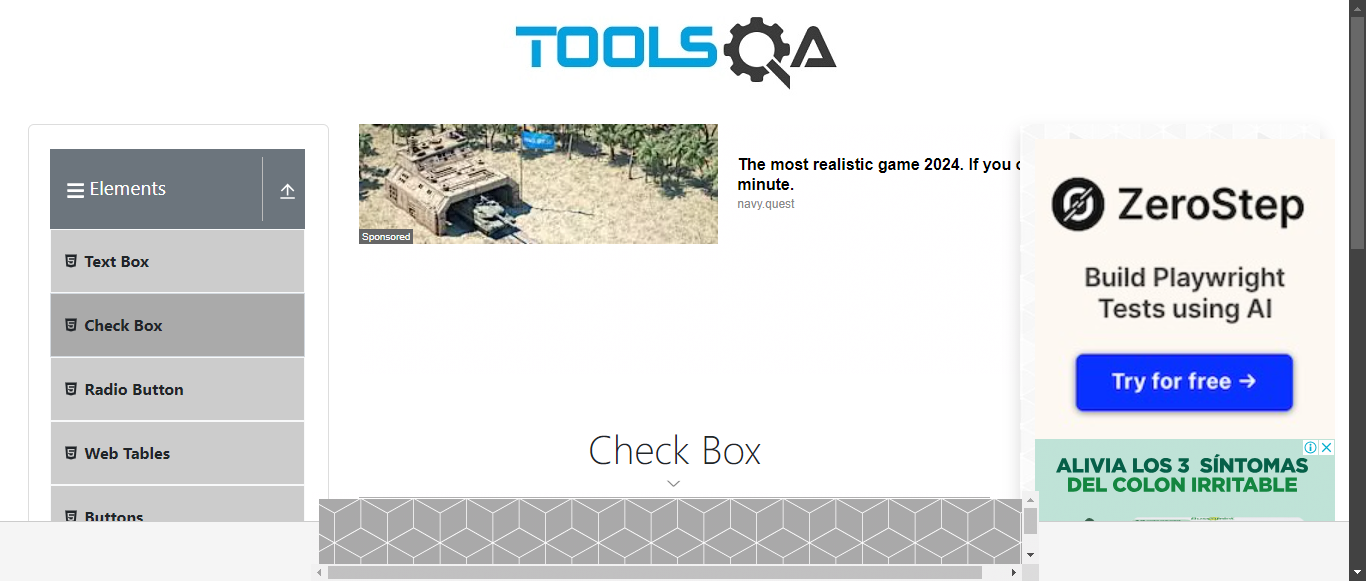 TOOLSQA
Elements
Text Box
Check Box
Radio Button
Web Tables
Buttons
Sponsored
The most realistic game 2024. If you
minute.
navy.quest
Check Box
ZeroStep
Build Playwright
Tests using AI
Try for free →
ALIVIA LOS 3 SÍNTOMAS
DEL COLON IRRITABLE